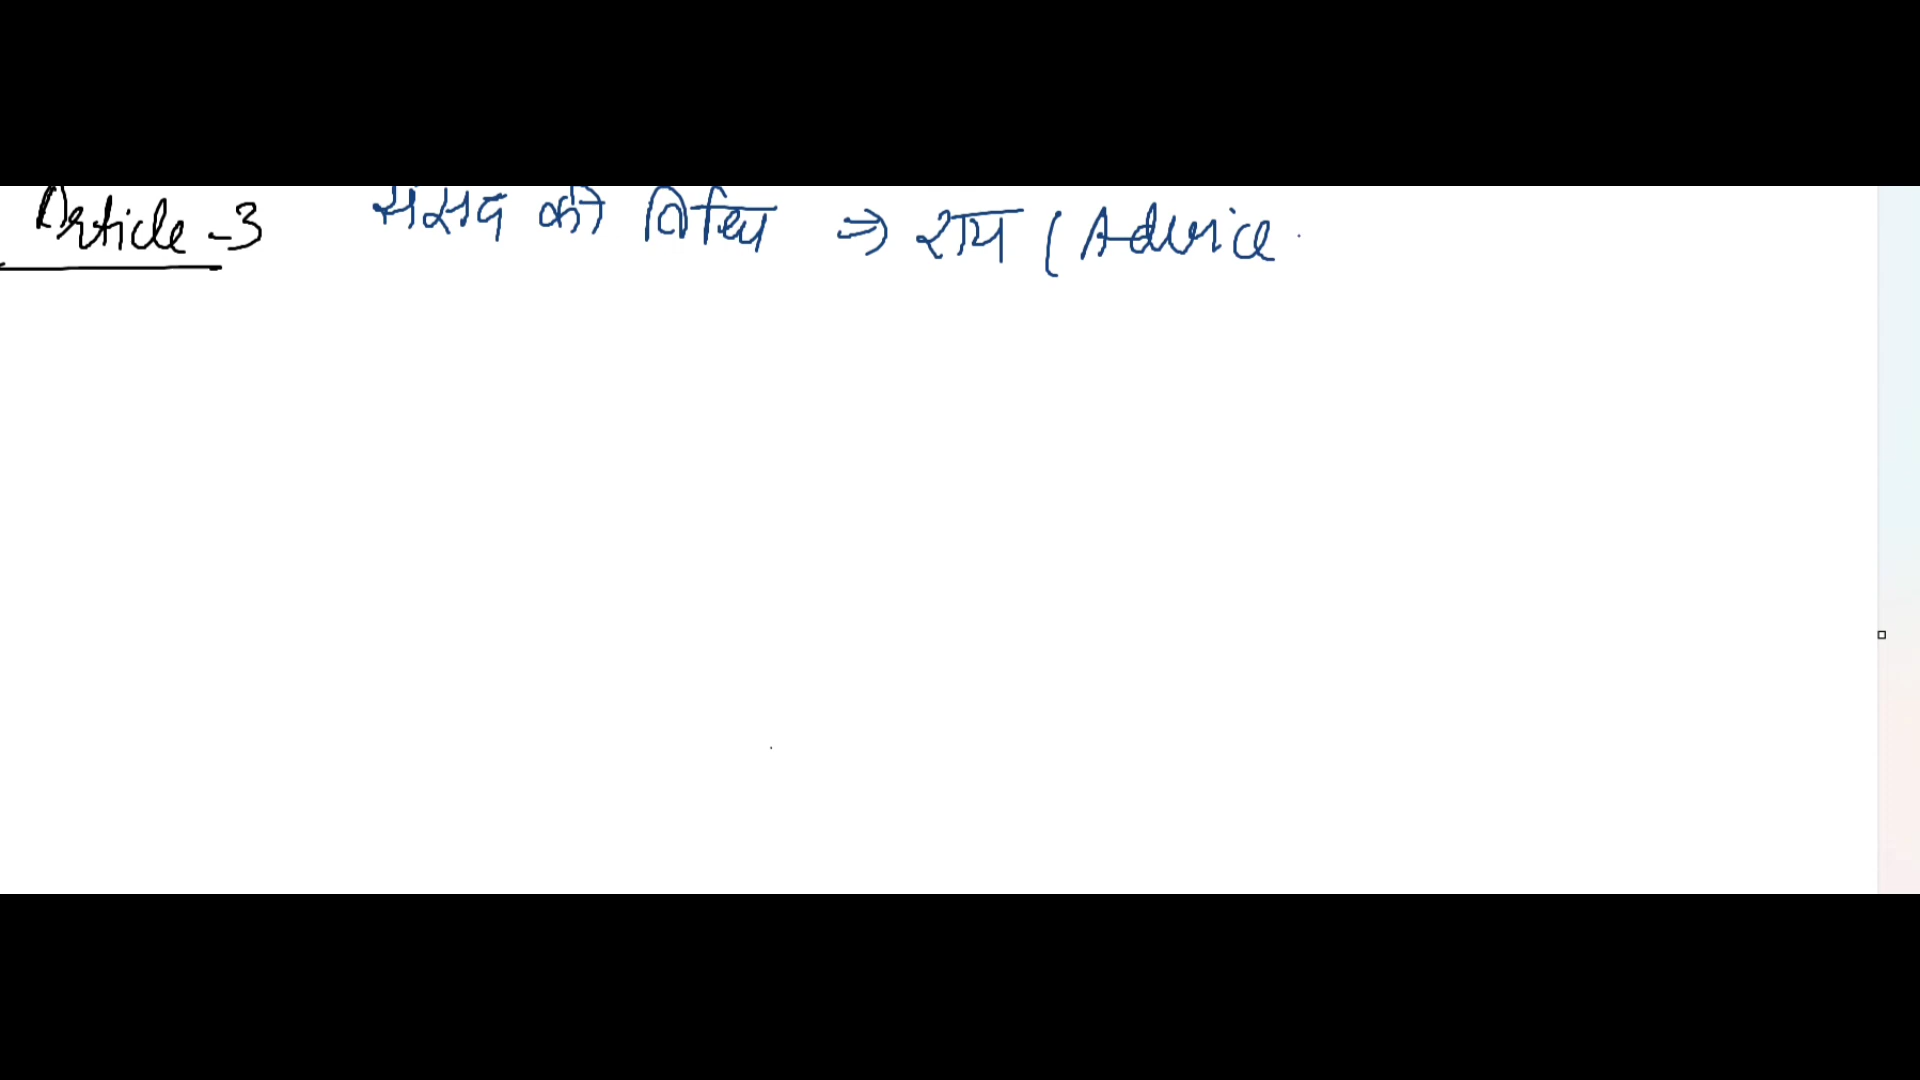 Article-3 संसद की विधि ⇒ राय (Advice